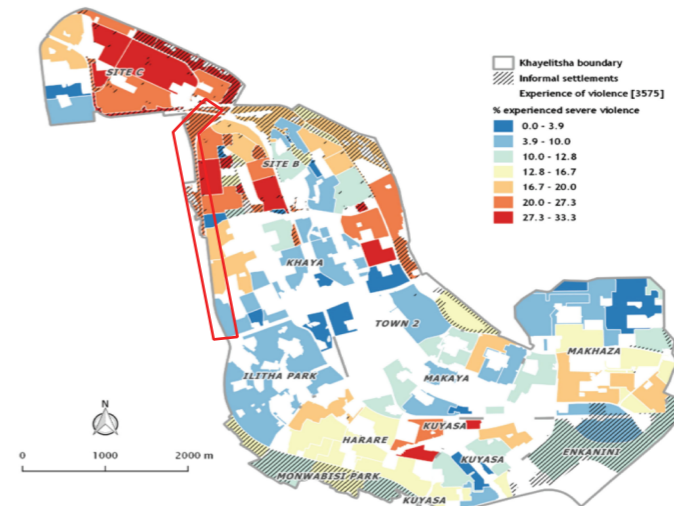 Khayelitsha boundary
Informal settlements
Experience of violence [3575]
% experienced severe violence
0.0 - 3.9
3.9 - 10.0
10.0 - 12.8
12.8 - 16.7
16.7 - 20.0
20.0 - 27.3
27.3 - 33.3
SITE C
SITE B
KHAYA
TOWN 2
ILITHA PARK
MAKAYA
MAKHAZA
KUYASA
HARARE
KUYASA
ENKANINI
MONWABISI PARK
KUYASA
N
0
1000
2000 m